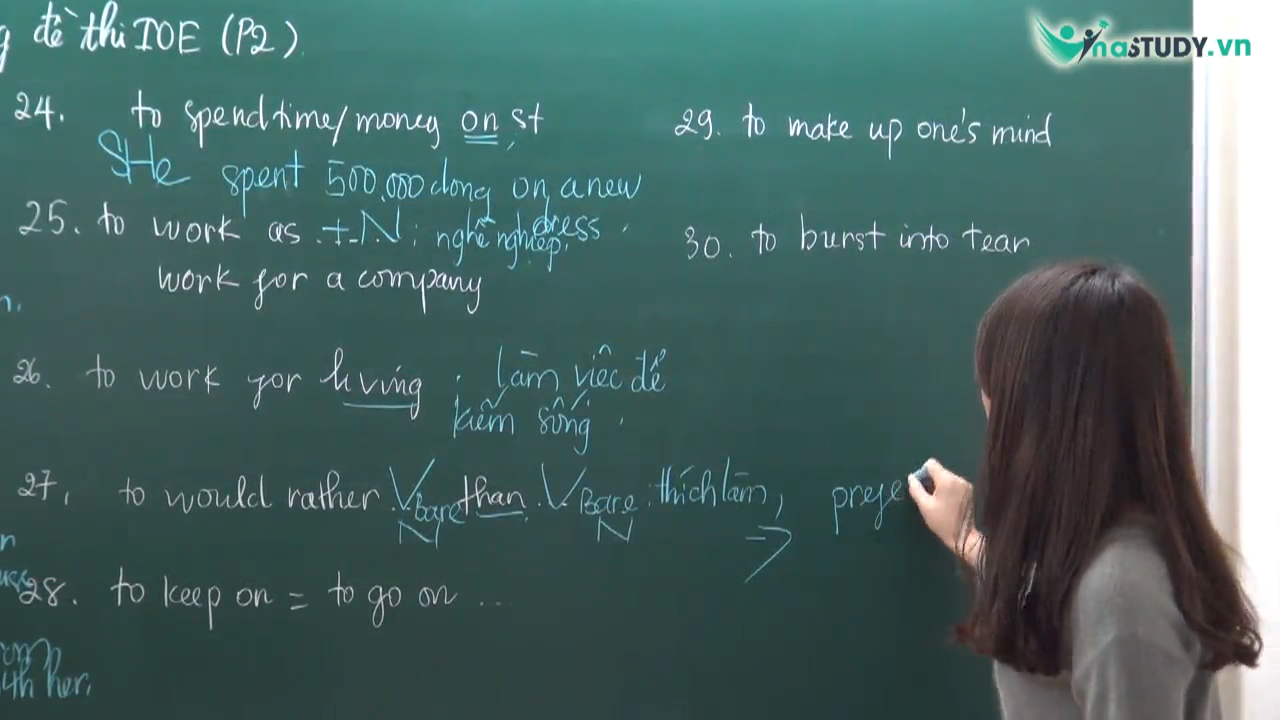 đề thi IOE (P2)
24. to spend time/money on st
SHe spent 500.000 dong on a new
dress.
25. to work as + N : nghề nghiệp.
work for a company
26. to work for living : làm việc để
kiếm sống.
27, to would rather V Bare than V Bare : thích làm, prefe
N N
28. to keep on = to go on ...
29. to make up one's mind
30. to burst into tear
4th her,
VinaSTUDY.vn